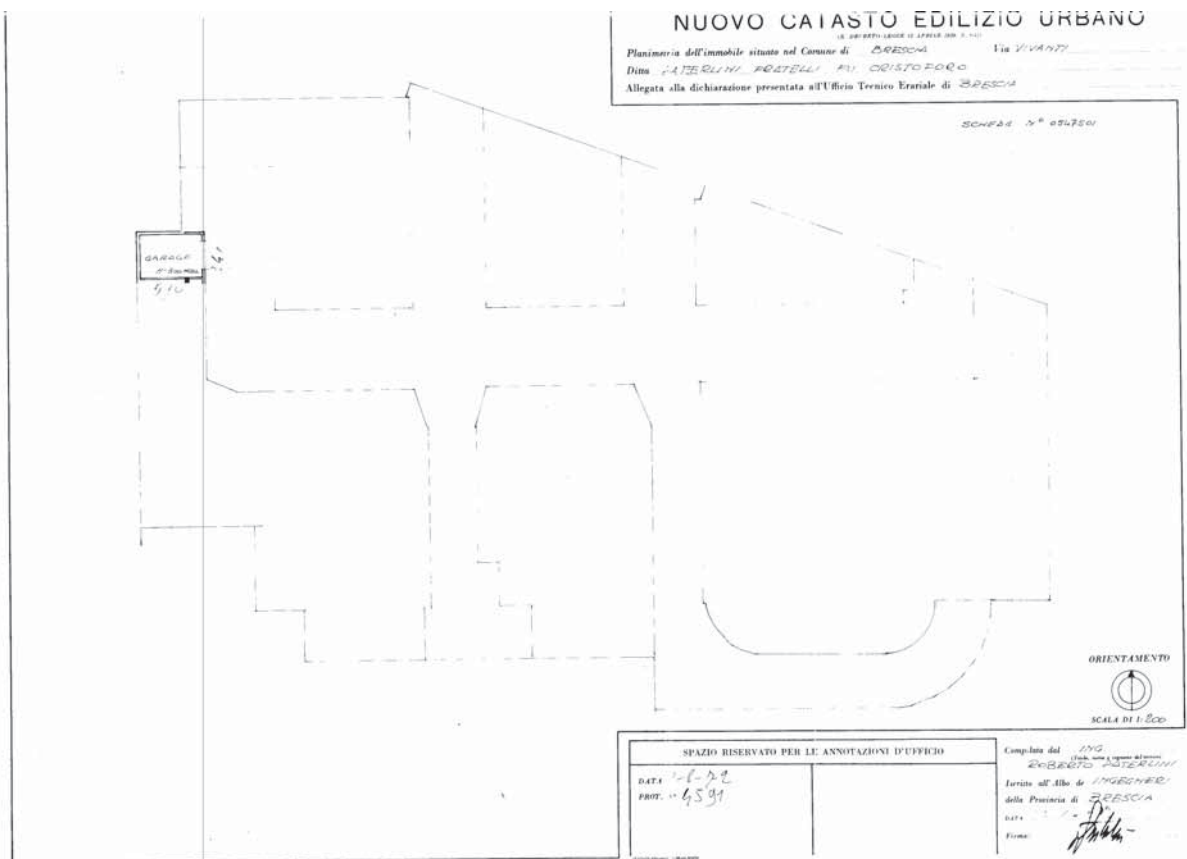 NUOVO CATASTO EDILIZIO URBANO
Planimetria dell'immobile situato nel Comune di BRESCIA Via VIVANTI
Ditta PATERLINI FRATELLI FU CRISTOFORO
Allegata alla dichiarazione presentata all'Ufficio Tecnico Erariale di BRESCIA
SCHEDA N° 0547501
GARAGE
ORIENTAMENTO
SCALA DI 1: 200
SPAZIO RISERVATO PER LE ANNOTAZIONI D'UFFICIO
DATA
PROT. 4591
Compilata dal ING.
ROBERTO PATERLINI
Iscritto all'Albo de INGEGNERI
della Provincia di BRESCIA
DATA
Firma: